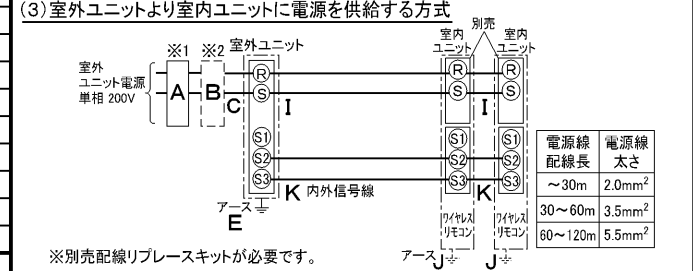 (3)室外ユニットより室内ユニットに電源を供給する方式
別売
※1 ※2 室外ユニット
室内
ユニット
室内
ユニット
室外
ユニット電源
単相 200V
A B C
R R R
S I S I S
S1 S1 S1
S2 S2 S2
S3 K 内外信号線 S3 K S3
アース
E
ワイヤレス
リモコン
ワイヤレス
リモコン
アース J J
電源線
配線長
電源線
太さ
~30m 2.0mm²
30~60m 3.5mm²
60~120m 5.5mm²
※別売配線リプレースキットが必要です。